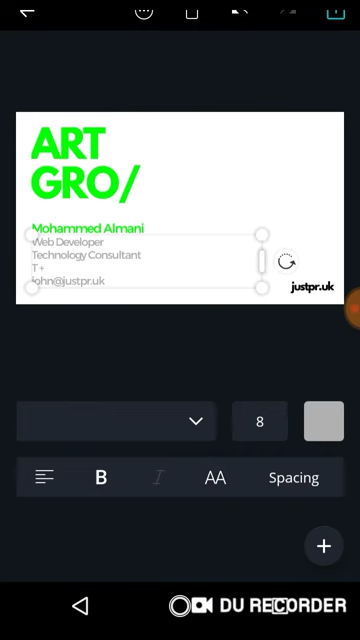 ART
GRO/
Mohammed Almani
Web Developer
Technology Consultant
T+
john@justpr.uk
justpr.uk
8
B I AA Spacing
+
DU RECORDER